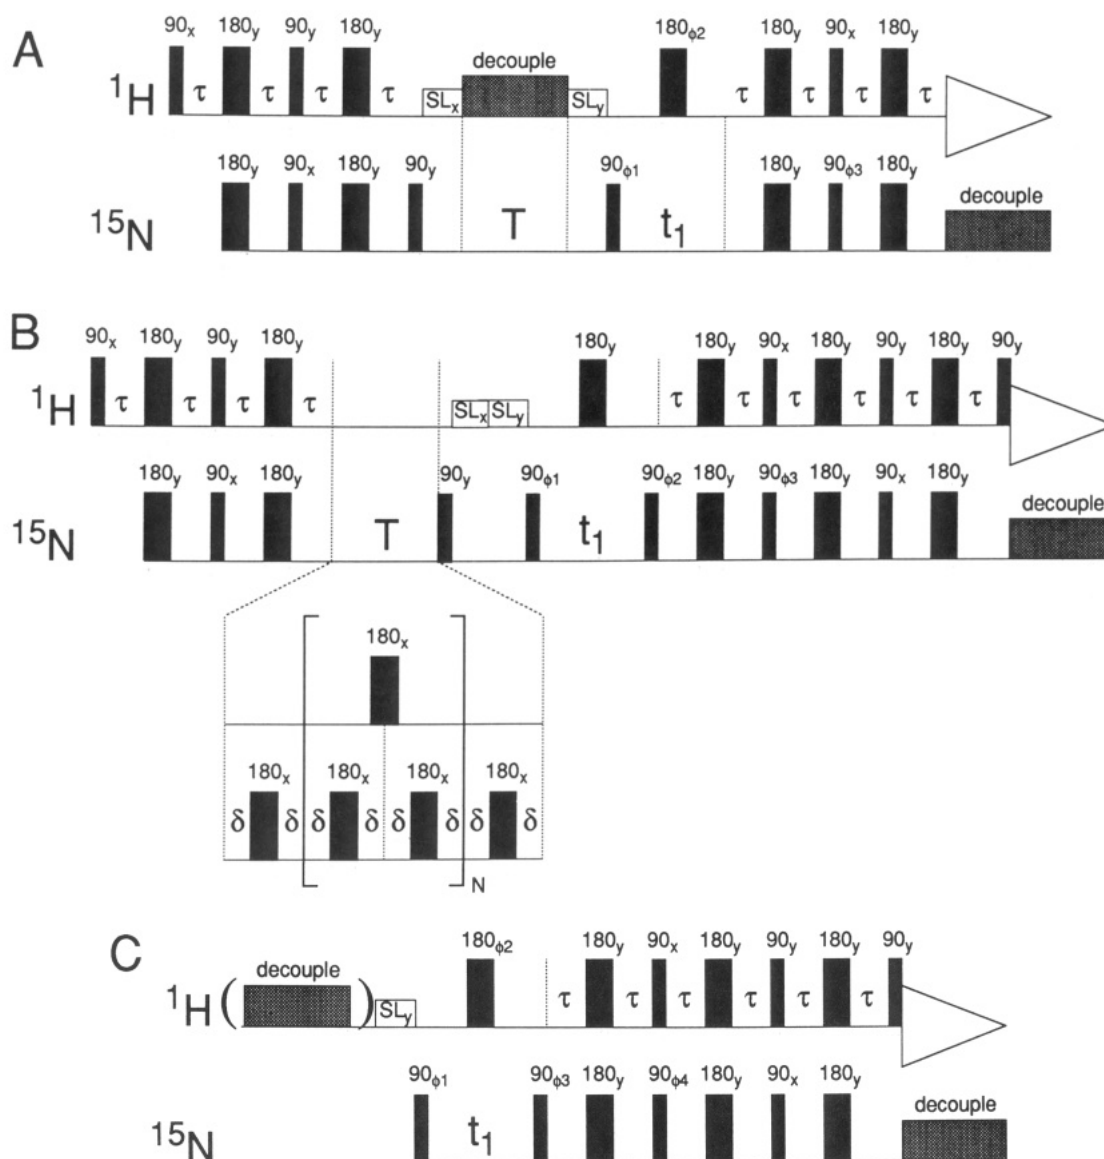 A
90x 180y 90y 180y 180ϕ2 180y 90x 180y
decouple
1H τ τ τ τ SLx SLy τ τ τ τ
180y 90x 180y 90y 90ϕ1 180y 90ϕ3 180y
decouple
15N T t1
B
90x 180y 90y 180y 180y 180y 90x 180y 90y 180y 90y
1H τ τ τ τ SLx SLy τ τ τ τ τ τ
180y 90x 180y 90y 90ϕ1 90ϕ2 180y 90ϕ3 180y 90x 180y
decouple
15N T t1
180x
180x 180x 180x 180x
δ δ δ δ δ δ δ δ
N
C
180ϕ2 180y 90x 180y 90y 180y 90y
decouple
1H ( ) SLy τ τ τ τ τ τ
90ϕ1 90ϕ3 180y 90ϕ4 180y 90x 180y
decouple
15N t1